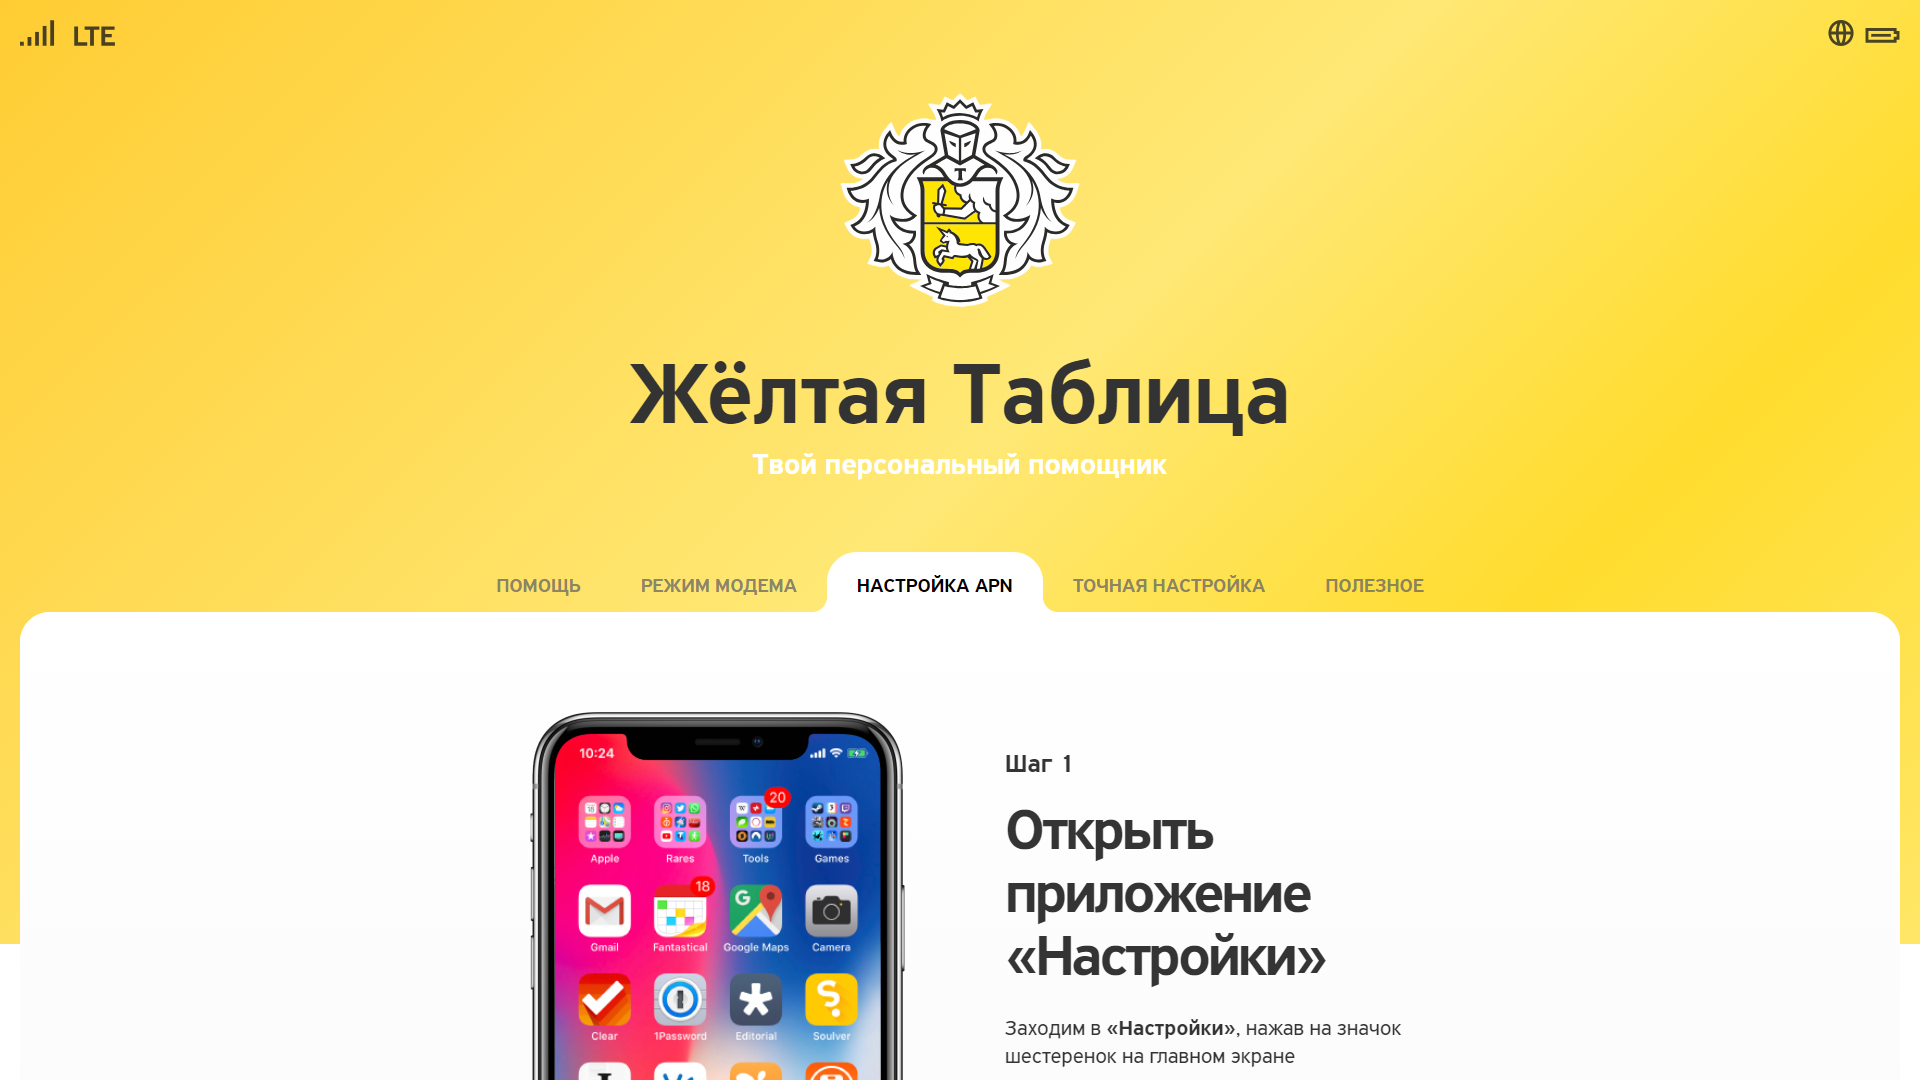 LTE
T
Жёлтая Таблица
Твой персональный помощник
ПОМОЩЬ
РЕЖИМ МОДЕМА
НАСТРОЙКА APN
ТОЧНАЯ НАСТРОЙКА
ПОЛЕЗНОЕ
10:24
20
Apple
Rares
Tools
Games
18
Gmail
Fantastical
Google Maps
Camera
Clear
1Password
Editorial
Soulver
Шаг 1
Открыть
приложение
«Настройки»
Заходим в «Настройки», нажав на значок
шестеренок на главном экране